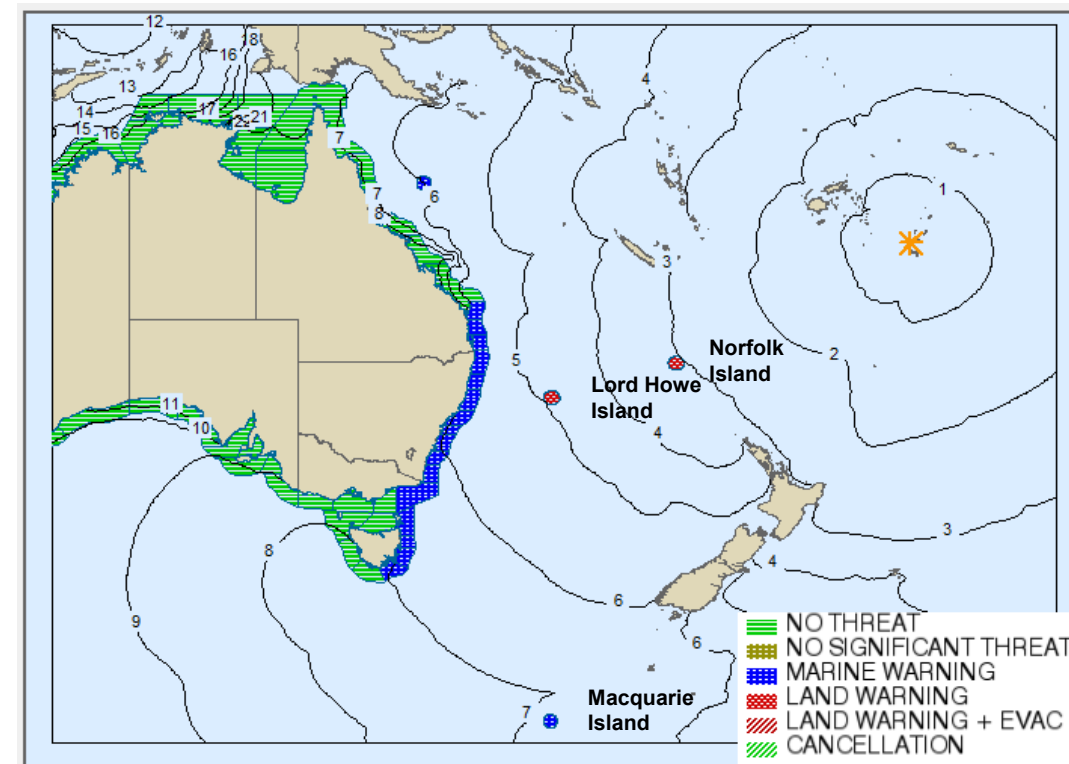 12
18
16
13
17
14
22
21
15
16
7
4
7
8
6
1
3
5
2
Norfolk
Island
Lord Howe
Island
4
11
10
3
8
4
6
9
6
Macquarie
Island
7
NO THREAT
NO SIGNIFICANT THREAT
MARINE WARNING
LAND WARNING
LAND WARNING + EVAC
CANCELLATION